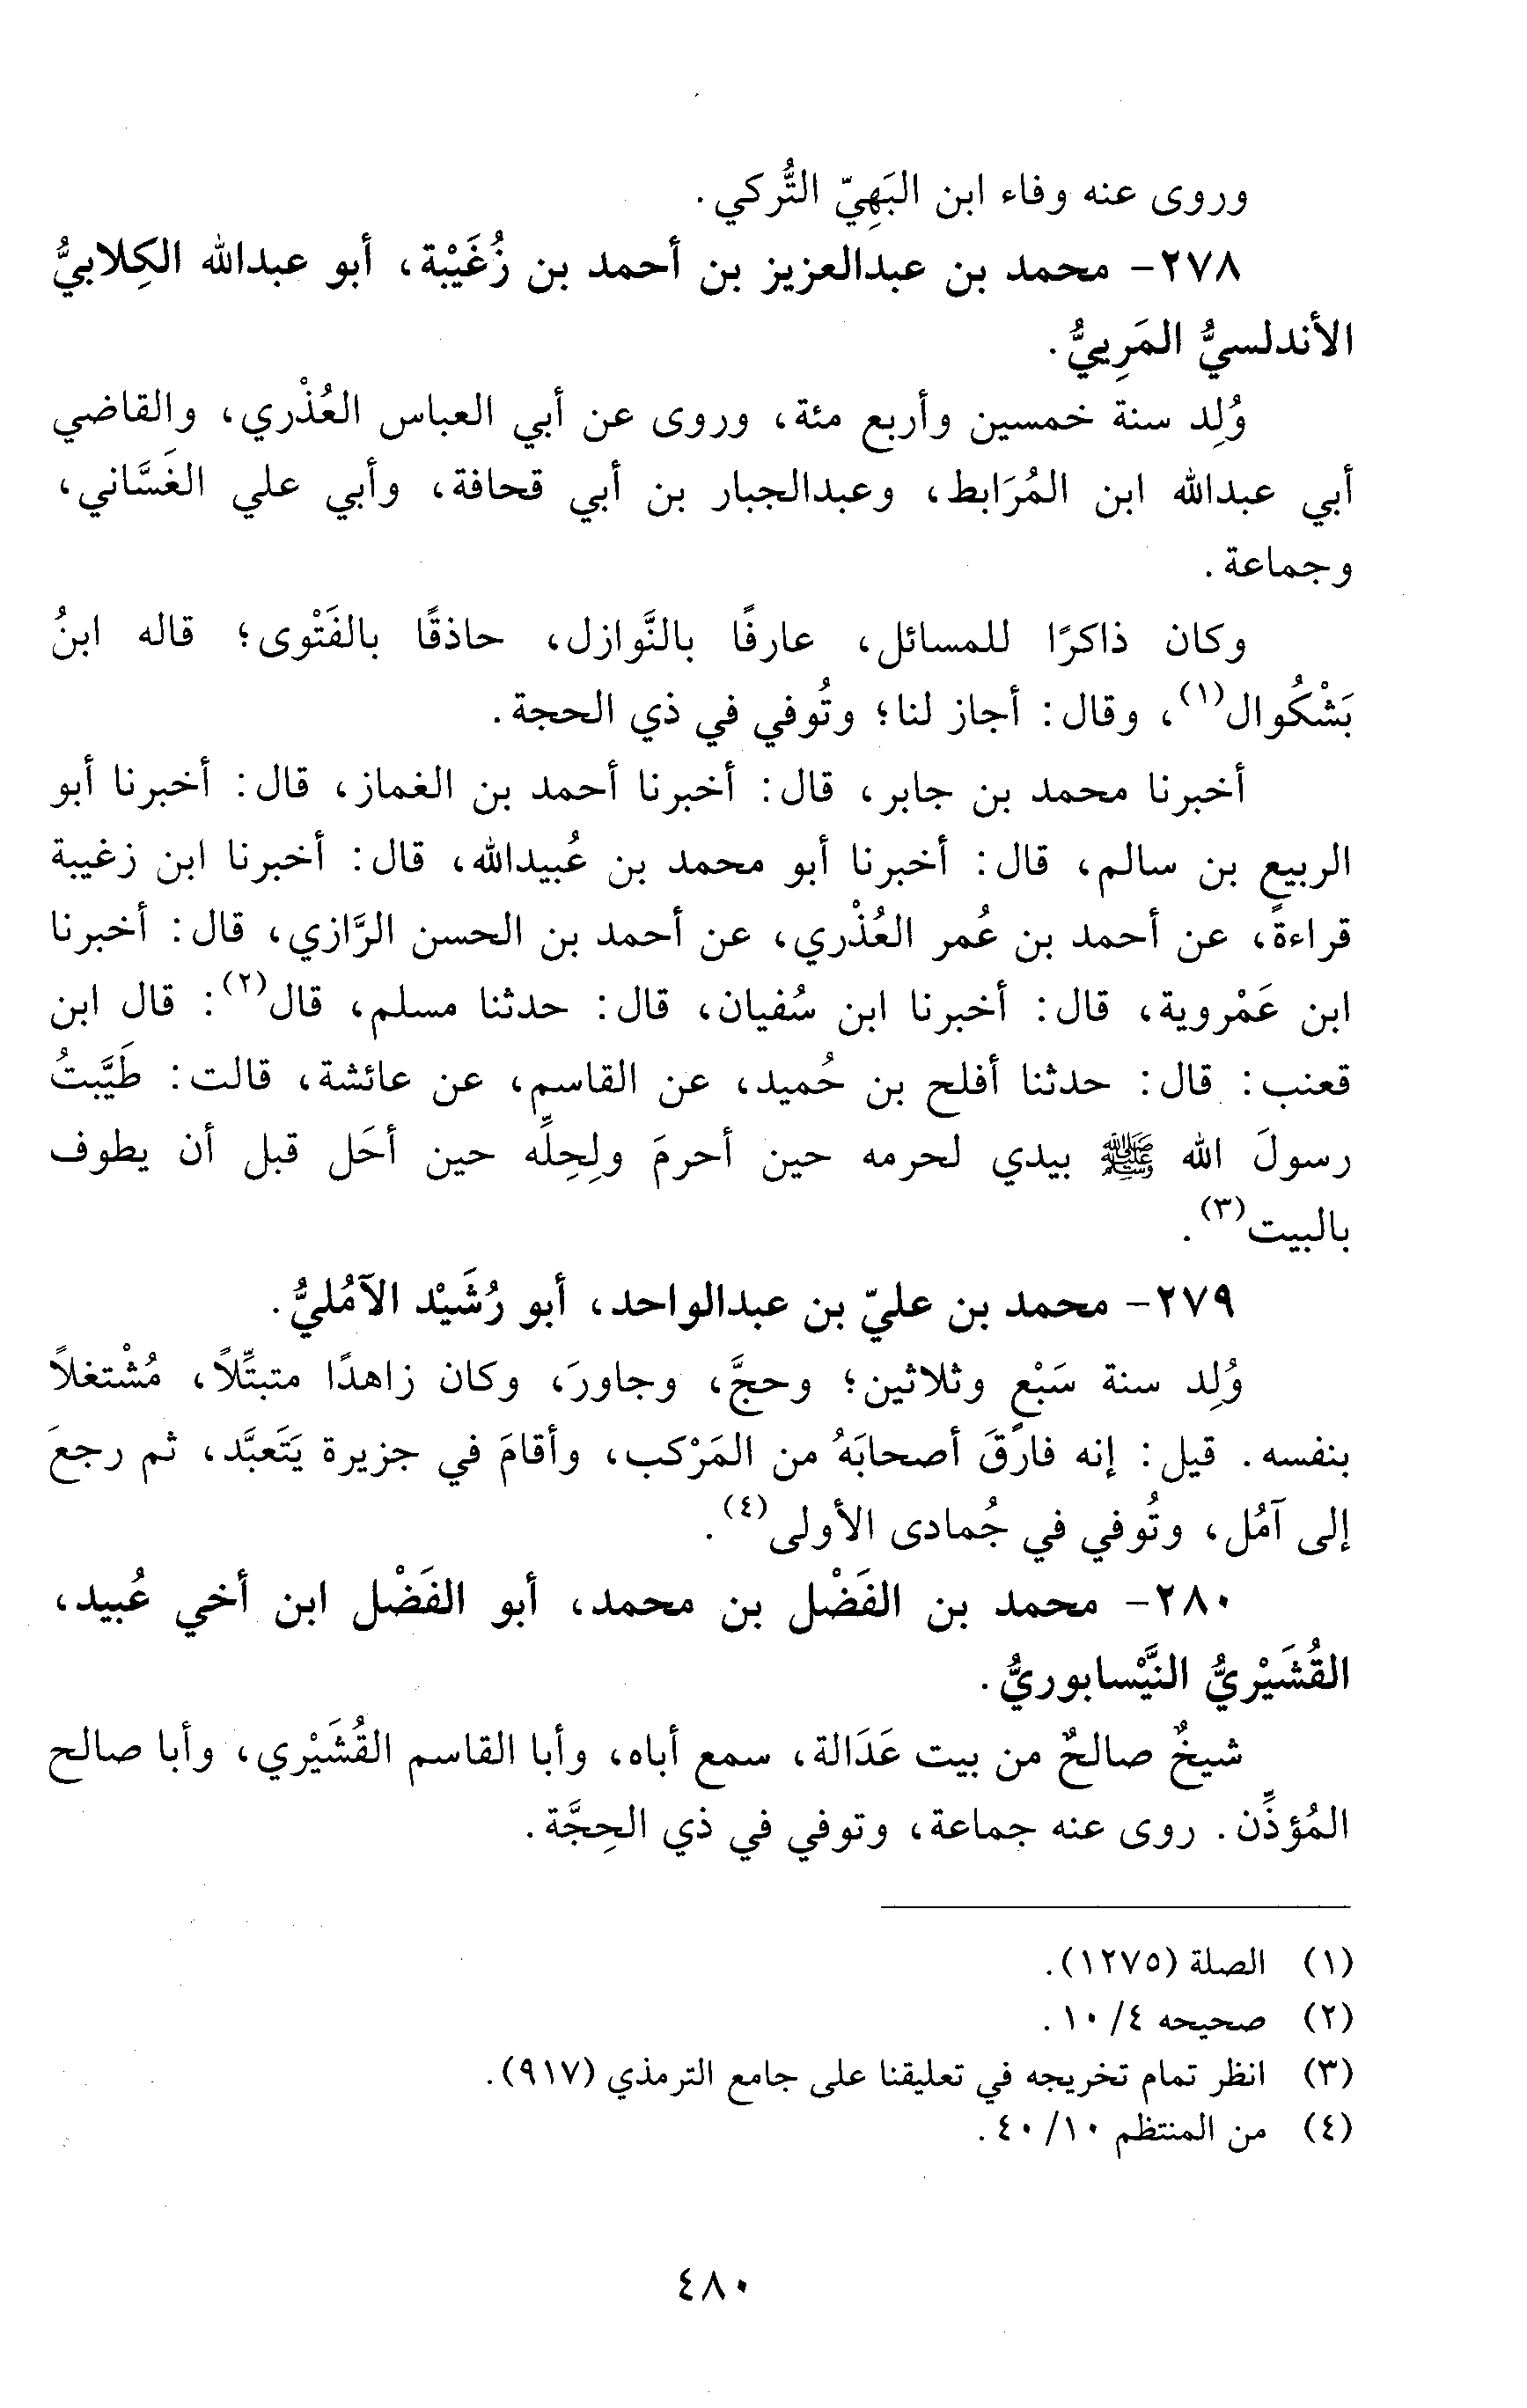 وروى عنه وفاء ابن البَهِيّ التُّركي.
٢٧٨- محمد بن عبدالعزيز بن أحمد بن زُغَيْبة، أبو عبدالله الكِلابيُّ
الأندلسيُّ المَرِييُّ.
وُلِد سنة خمسين وأربع مئة، وروى عن أبي العباس العُذْري، والقاضي
أبي عبدالله ابن المُرَابط، وعبدالجبار بن أبي قحافة، وأبي علي الغَسَّاني،
وجماعة.
وكان ذاكرًا للمسائل، عارفًا بالنَّوازل، حاذقًا بالفَتْوى؛ قاله ابنُ
بَشْكُوال(١)، وقال: أجاز لنا؛ وتُوفي في ذي الحجة.
أخبرنا محمد بن جابر، قال: أخبرنا أحمد بن الغماز، قال: أخبرنا أبو
الربيع بن سالم، قال: أخبرنا أبو محمد بن عُبيدالله، قال: أخبرنا ابن زغيبة
قراءةً، عن أحمد بن عُمر العُذْري، عن أحمد بن الحسن الرَّازي، قال: أخبرنا
ابن عَمْروية، قال: أخبرنا ابن سُفيان، قال: حدثنا مسلم، قال(٢): قال ابن
قعنب: قال: حدثنا أفلح بن حُميد، عن القاسم، عن عائشة، قالت: طَيَّبتُ
رسولَ الله ﷺ بيدي لحرمه حين أحرمَ ولِحِلِّه حين أحَل قبل أن يطوف
بالبيت(٣).
٢٧٩- محمد بن عليّ بن عبدالواحد، أبو رُشَيْد الآمُليُّ.
وُلِد سنة سَبْعٍ وثلاثين؛ وحجَّ، وجاورَ، وكان زاهدًا متبتِّلاً، مُشْتغلاً
بنفسه. قيل: إنه فارقَ أصحابَهُ من المَرْكب، وأقامَ في جزيرة يَتَعبَّد، ثم رجعَ
إلى آمُل، وتُوفي في جُمادى الأولى(٤).
٢٨٠- محمد بن الفَضْل بن محمد، أبو الفَضْل ابن أخي عُبيد،
القُشَيْريُّ النَّيْسابوريُّ.
شيخٌ صالحٌ من بيت عَدَالة، سمع أباه، وأبا القاسم القُشَيْري، وأبا صالح
المُؤذِّن. روى عنه جماعة، وتوفي في ذي الحِجَّة.
(١) الصلة (١٢٧٥).
(٢) صحيحه ٤/ ١٠.
(٣) انظر تمام تخريجه في تعليقنا على جامع الترمذي (٩١٧).
(٤) من المنتظم ١٠/ ٤٠.
٤٨٠